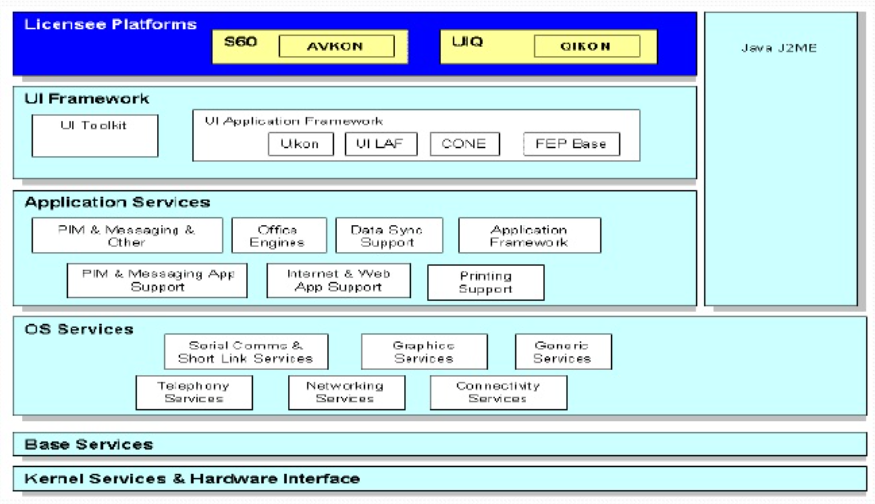 Licensee Platforms
S60
AVKON
UIQ
QIKON
Java J2ME
UI Framework
UI Toolkit
UI Application Framework
Uikon
UI LAF
CONE
FEP Base
Application Services
PIM & Messaging &
Other
Office
Engines
Data Sync
Support
Application
Framework
PIM & Messaging App
Support
Internet & Web
App Support
Printing
Support
OS Services
Serial Comms &
Short Link Services
Graphics
Services
Generic
Services
Telephony
Services
Networking
Services
Connectivity
Services
Base Services
Kernel Services & Hardware Interface